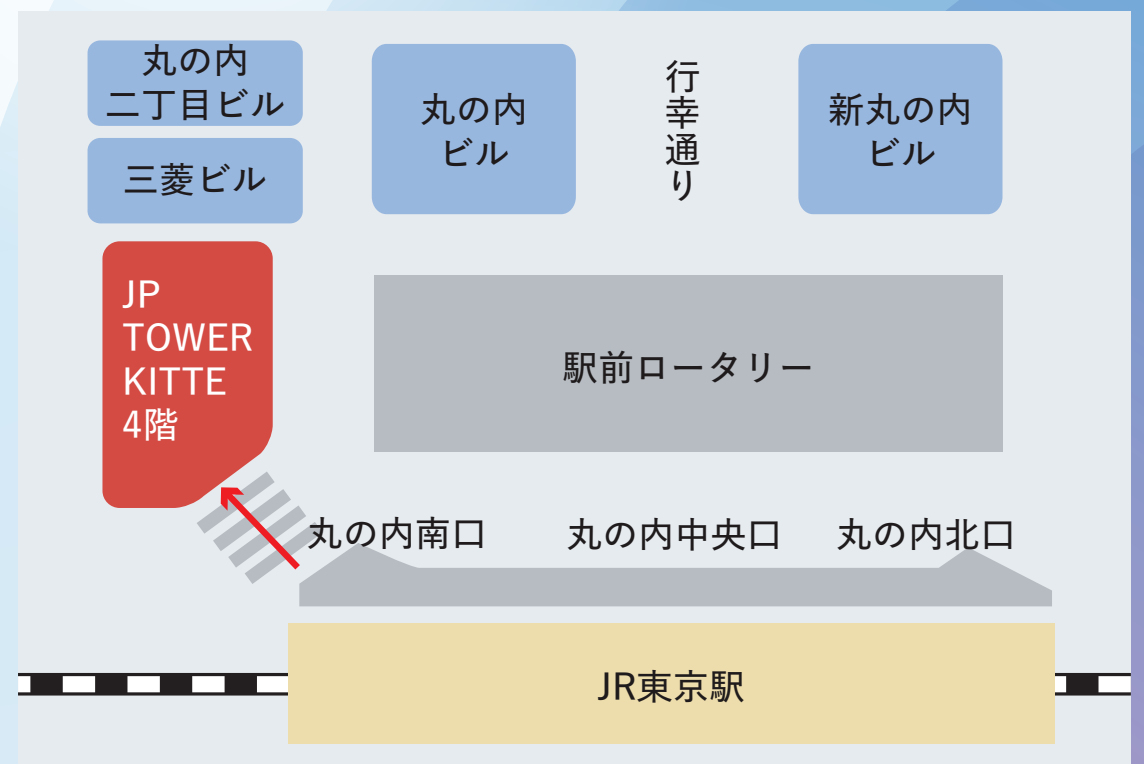 丸の内
二丁目ビル
三菱ビル
丸の内
ビル
行幸通り
新丸の内
ビル
JP
TOWER
KITTE
4階
駅前ロータリー
丸の内南口
丸の内中央口
丸の内北口
JR東京駅